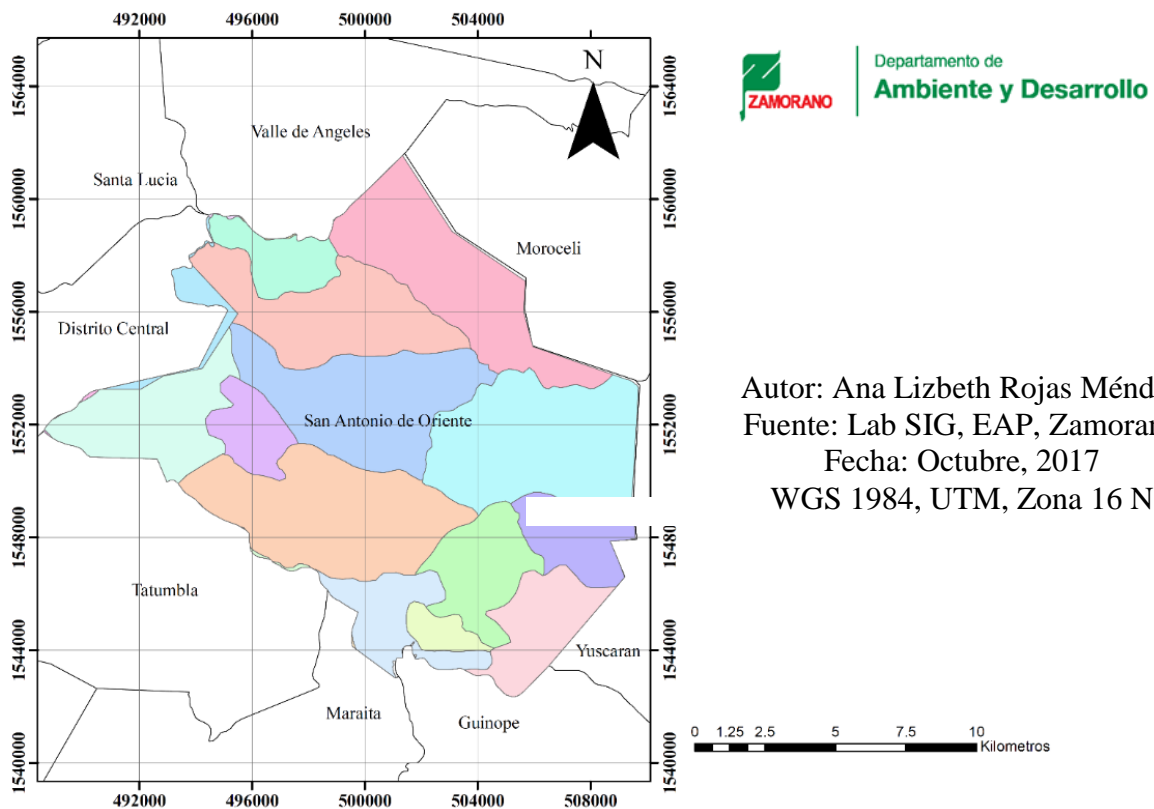 492000 496000 500000 504000
N
1564000
1560000
1556000
1552000
1548000
1544000
1540000
Valle de Angeles
Santa Lucia
Moroceli
Distrito Central
San Antonio de Oriente
Tatumbla
Yuscaran
Maraita
Guinope
1564000
1560000
1556000
1552000
1548000
1544000
1540000
492000 496000 500000 504000 508000
ZAMORANO
Departamento de
Ambiente y Desarrollo
Autor: Ana Lizbeth Rojas Ménd
Fuente: Lab SIG, EAP, Zamora
Fecha: Octubre, 2017
WGS 1984, UTM, Zona 16 N
0 1.25 2.5 5 7.5 10
Kilometros